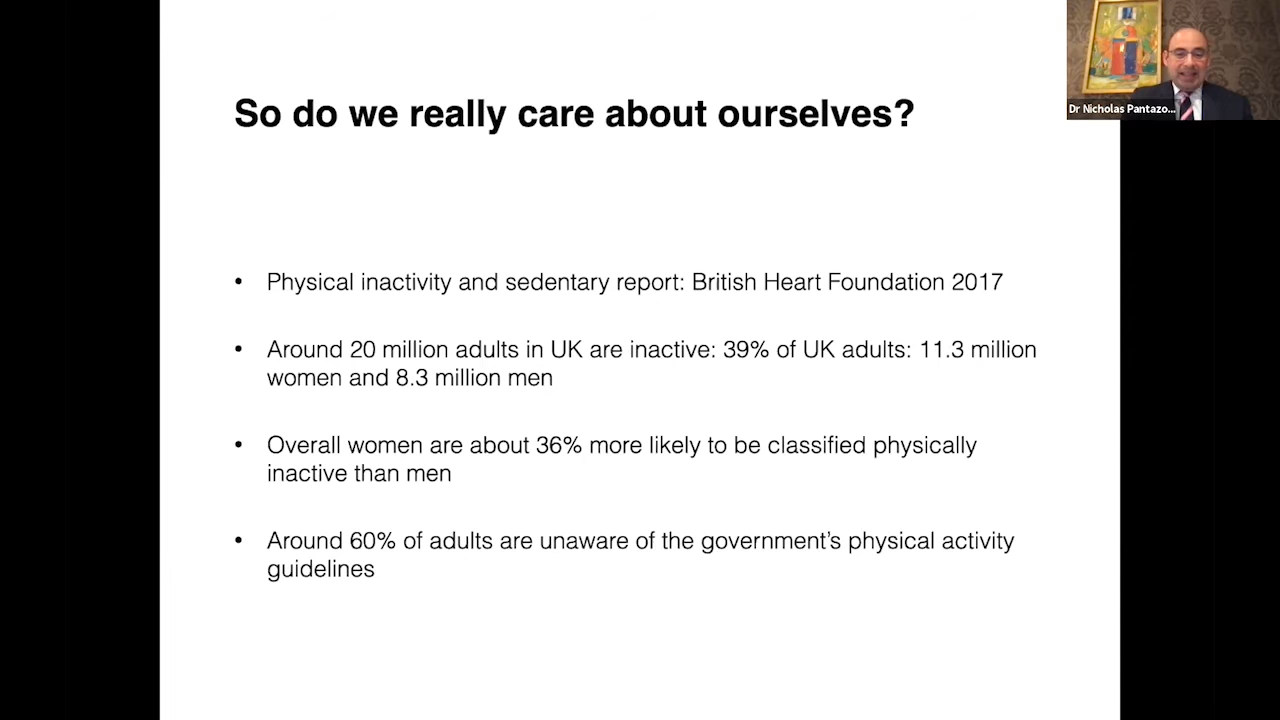 So do we really care about ourselves?
Dr Nicholas Pantazo...
• Physical inactivity and sedentary report: British Heart Foundation 2017
• Around 20 million adults in UK are inactive: 39% of UK adults: 11.3 million
women and 8.3 million men
• Overall women are about 36% more likely to be classified physically
inactive than men
• Around 60% of adults are unaware of the government’s physical activity
guidelines